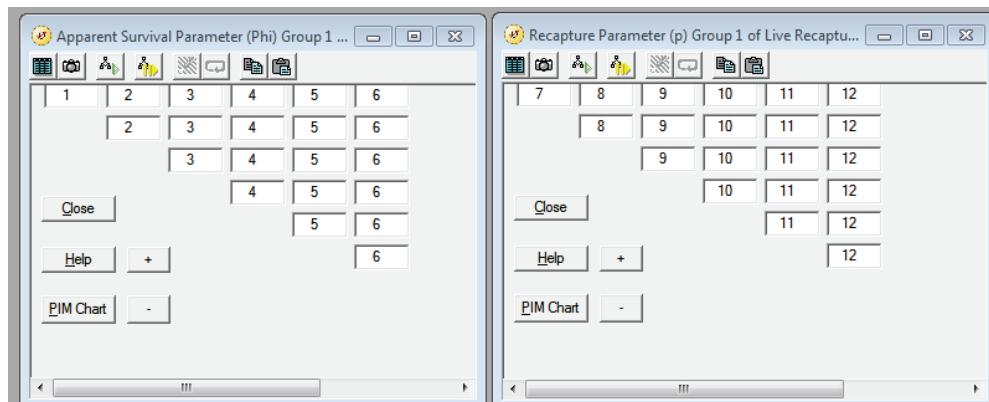 Apparent Survival Parameter (Phi) Group 1 ...
1 2 3 4 5 6
2 3 4 5 6
3 4 5 6
4 5 6
Close
5 6
Help + 6
PIM Chart -
Recapture Parameter (p) Group 1 of Live Recaptu...
7 8 9 10 11 12
8 9 10 11 12
9 10 11 12
10 11 12
Close
11 12
Help + 12
PIM Chart -